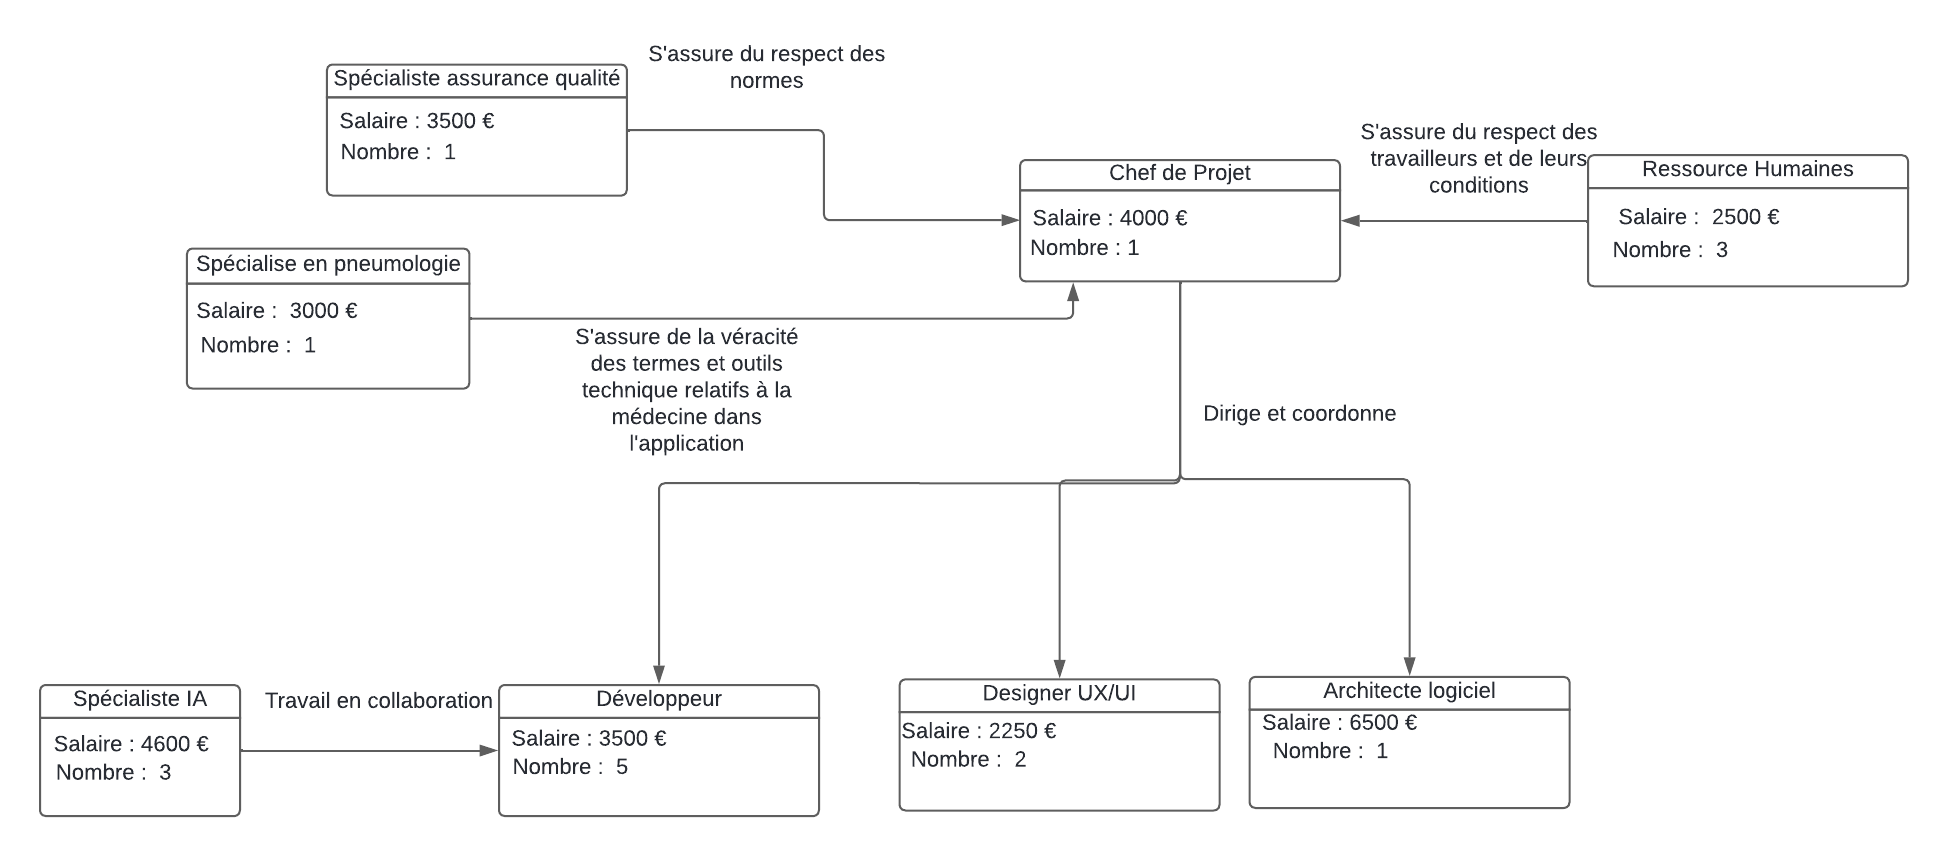 S'assure du respect des
normes
Spécialiste assurance qualité
Salaire : 3500 €
Nombre : 1
S'assure du respect des
travailleurs et de leurs
conditions
Chef de Projet
Salaire : 4000 €
Nombre : 1
Ressource Humaines
Salaire : 2500 €
Nombre : 3
Spécialise en pneumologie
Salaire : 3000 €
Nombre : 1
S'assure de la véracité
des termes et outils
technique relatifs à la
médecine dans
l'application
Dirige et coordonne
Spécialiste IA
Salaire : 4600 €
Nombre : 3
Travail en collaboration
Développeur
Salaire : 3500 €
Nombre : 5
Designer UX/UI
Salaire : 2250 €
Nombre : 2
Architecte logiciel
Salaire : 6500 €
Nombre : 1